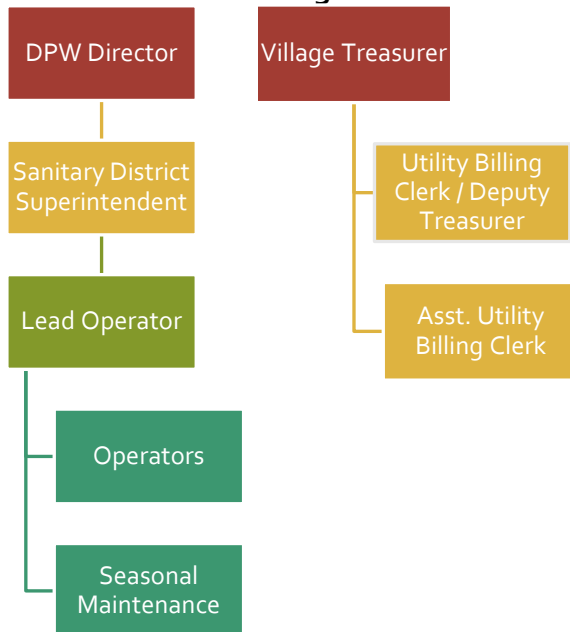 DPW Director
Village Treasurer
Sanitary District
Superintendent
Utility Billing
Clerk / Deputy
Treasurer
Lead Operator
Asst. Utility
Billing Clerk
Operators
Seasonal
Maintenance